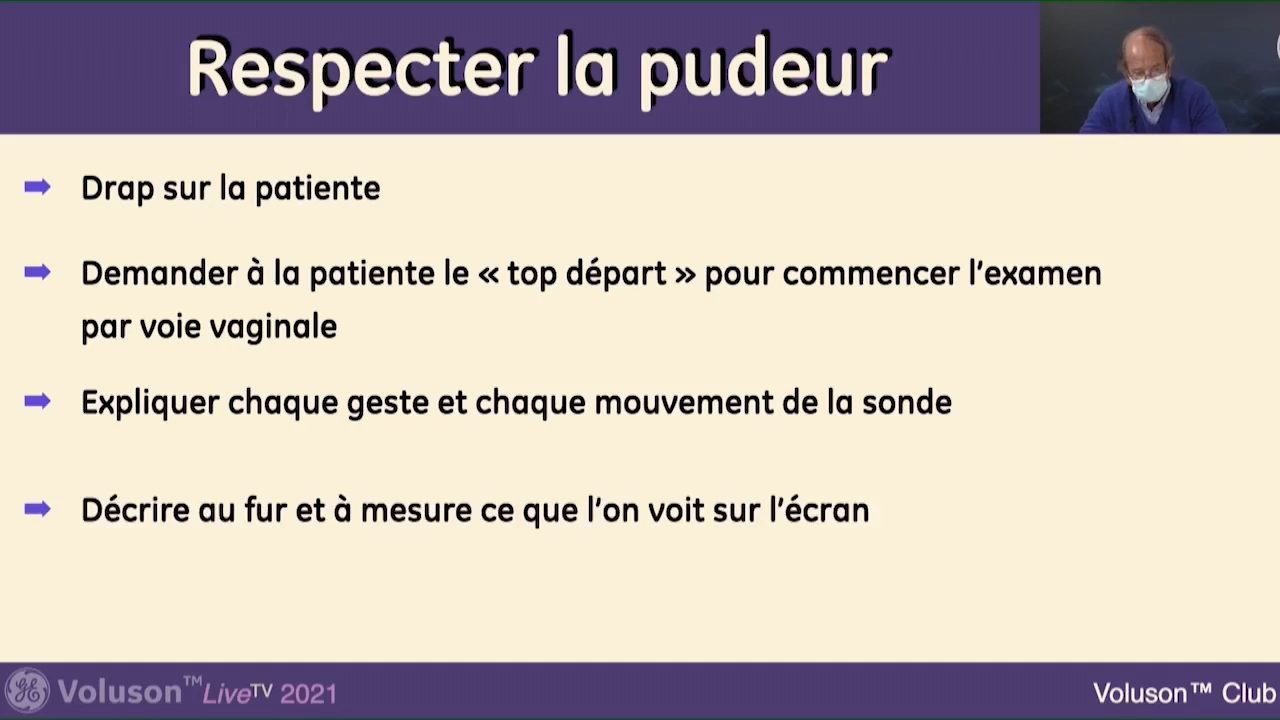 Respecter la pudeur
Drap sur la patiente
Demander à la patiente le « top départ » pour commencer l'examen
par voie vaginale
Expliquer chaque geste et chaque mouvement de la sonde
Décrire au fur et à mesure ce que l'on voit sur l'écran
Voluson™ LiveTV 2021
Voluson™ Club